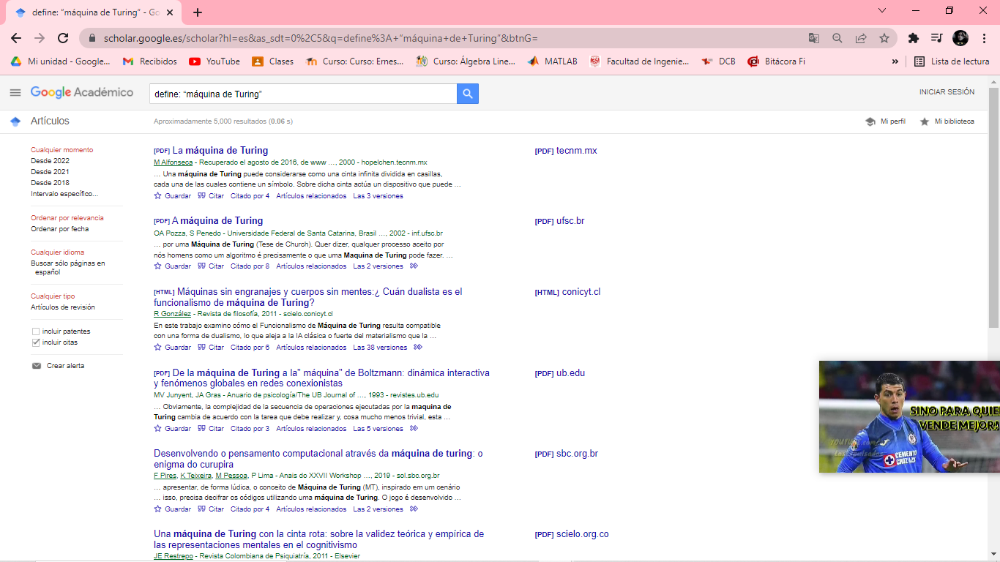 define: “máquina de Turing” - Go
scholar.google.es/scholar?hl=es&as_sdt=0%2C5&q=define%3A+“máquina+de+Turing”&btnG=
Mi unidad - Google... Recibidos YouTube Clases Curso: Curso: Ernes... Curso: Álgebra Line... MATLAB Facultad de Ingenie... DCB Bitácora Fi » Lista de lectura
Google Académico define: “máquina de Turing” INICIAR SESIÓN
Artículos Aproximadamente 5,000 resultados (0.06 s) Mi perfil Mi biblioteca
Cualquier momento
Desde 2022
Desde 2021
Desde 2018
Intervalo específico...
Ordenar por relevancia
Ordenar por fecha
Cualquier idioma
Buscar sólo páginas en
español
Cualquier tipo
Artículos de revisión
incluir patentes
incluir citas
Crear alerta
[PDF] La máquina de Turing
M Alfonseca - Recuperado el agosto de 2016, de www …, 2000 - hopelchen.tecnm.mx
… Una máquina de Turing puede considerarse como una cinta infinita dividida en casillas,
cada una de las cuales contiene un símbolo. Sobre dicha cinta actúa un dispositivo que puede …
Guardar Citar Citado por 4 Artículos relacionados Las 3 versiones
[PDF] tecnm.mx
[PDF] A máquina de Turing
OA Pozza, S Penedo - Universidade Federal de Santa Catarina, Brasil …, 2002 - inf.ufsc.br
… por uma Máquina de Turing (Tese de Church). Quer dizer, qualquer processo aceito por
nós homens como um algoritmo é precisamente o que uma Maquina de Turing pode fazer. …
Guardar Citar Citado por 8 Artículos relacionados Las 2 versiones
[PDF] ufsc.br
[HTML] Máquinas sin engranajes y cuerpos sin mentes:¿ Cuán dualista es el
funcionalismo de máquina de Turing?
R González - Revista de filosofía, 2011 - scielo.conicyt.cl
En este trabajo examino cómo el Funcionalismo de Máquina de Turing resulta compatible
con una forma de dualismo, lo que aleja a la IA clásica o fuerte del materialismo que la …
Guardar Citar Citado por 6 Artículos relacionados Las 38 versiones
[HTML] conicyt.cl
[PDF] De la máquina de Turing a la" máquina" de Boltzmann: dinámica interactiva
y fenómenos globales en redes conexionistas
MV Junyent, JA Gras - Anuario de psicología/The UB Journal of …, 1993 - revistes.ub.edu
… Obviamente, la complejidad de la secuencia de operaciones ejecutadas por la maquina de
Turing cambia de acuerdo con la tarea que debe realizar y, cosa mucho menos trivial, esta …
Guardar Citar Citado por 3 Artículos relacionados Las 5 versiones
[PDF] ub.edu
Desenvolvendo o pensamento computacional através da máquina de turing: o
enigma do curupira
F Pires, K Teixeira, M Pessoa, P Lima - Anais do XXVII Workshop …, 2019 - sol.sbc.org.br
… apresentar, de forma lúdica, o conceito de Máquina de Turing (MT), inspirado em um cenário
… isso, precisa decifrar os códigos utilizando uma máquina de Turing. O jogo é desenvolvido …
Guardar Citar Citado por 4 Artículos relacionados Las 2 versiones
[PDF] sbc.org.br
Una máquina de Turing con la cinta rota: sobre la validez teórica y empírica de
las representaciones mentales en el cognitivismo
JE Restrepo - Revista Colombiana de Psiquiatría, 2011 - Elsevier
[PDF] scielo.org.co
SINO PARA QUIE
VENDE MEJOR!
CEMENTO
CRUZ AZUL